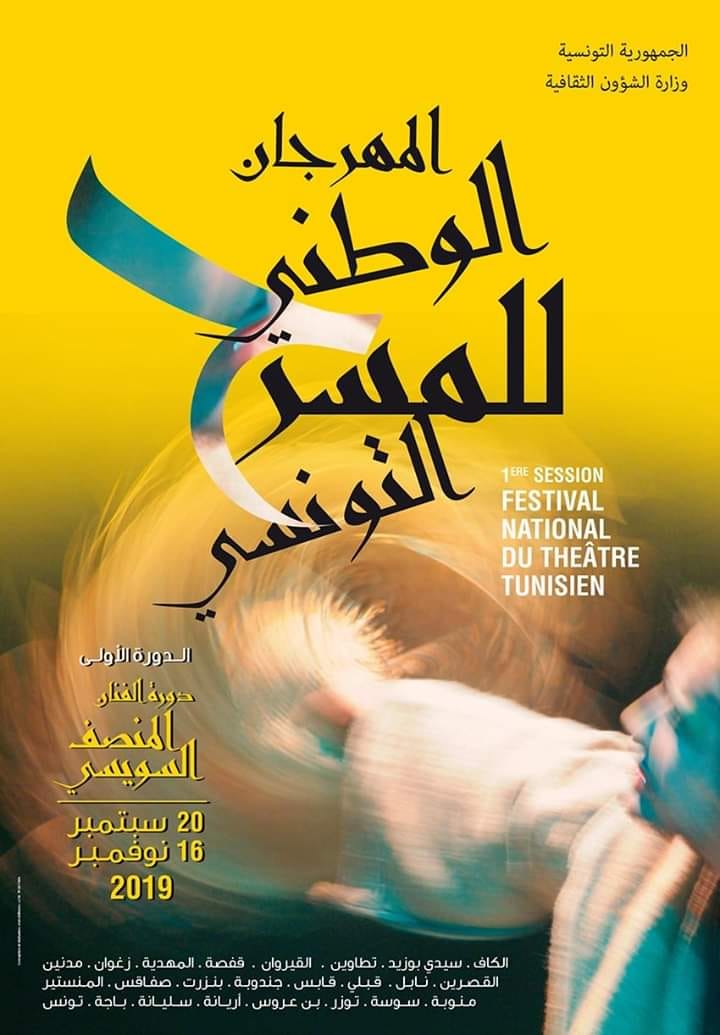 الجمهورية التونسية
وزارة الشؤون الثقافية
المهرجان
الوطني
للمسرح
التونسي
1ERE SESSION
FESTIVAL
NATIONAL
DU THEÂTRE
TUNISIEN
الـدورة الأولـى
دورة الفنان
المنصف
السويسي
20 سبتمبر
16 نوفمبر
2019
الكاف . سيدي بوزيد . تطاوين . القيروان . قفصة . المهدية . زغوان . مدنين
القصرين . نابل . قبلي . قابس . جندوبة . بنزرت . صفاقس . المنستير
منوبة . سوسة . توزر . بن عروس . أريانة . سليانة . باجة . تونس